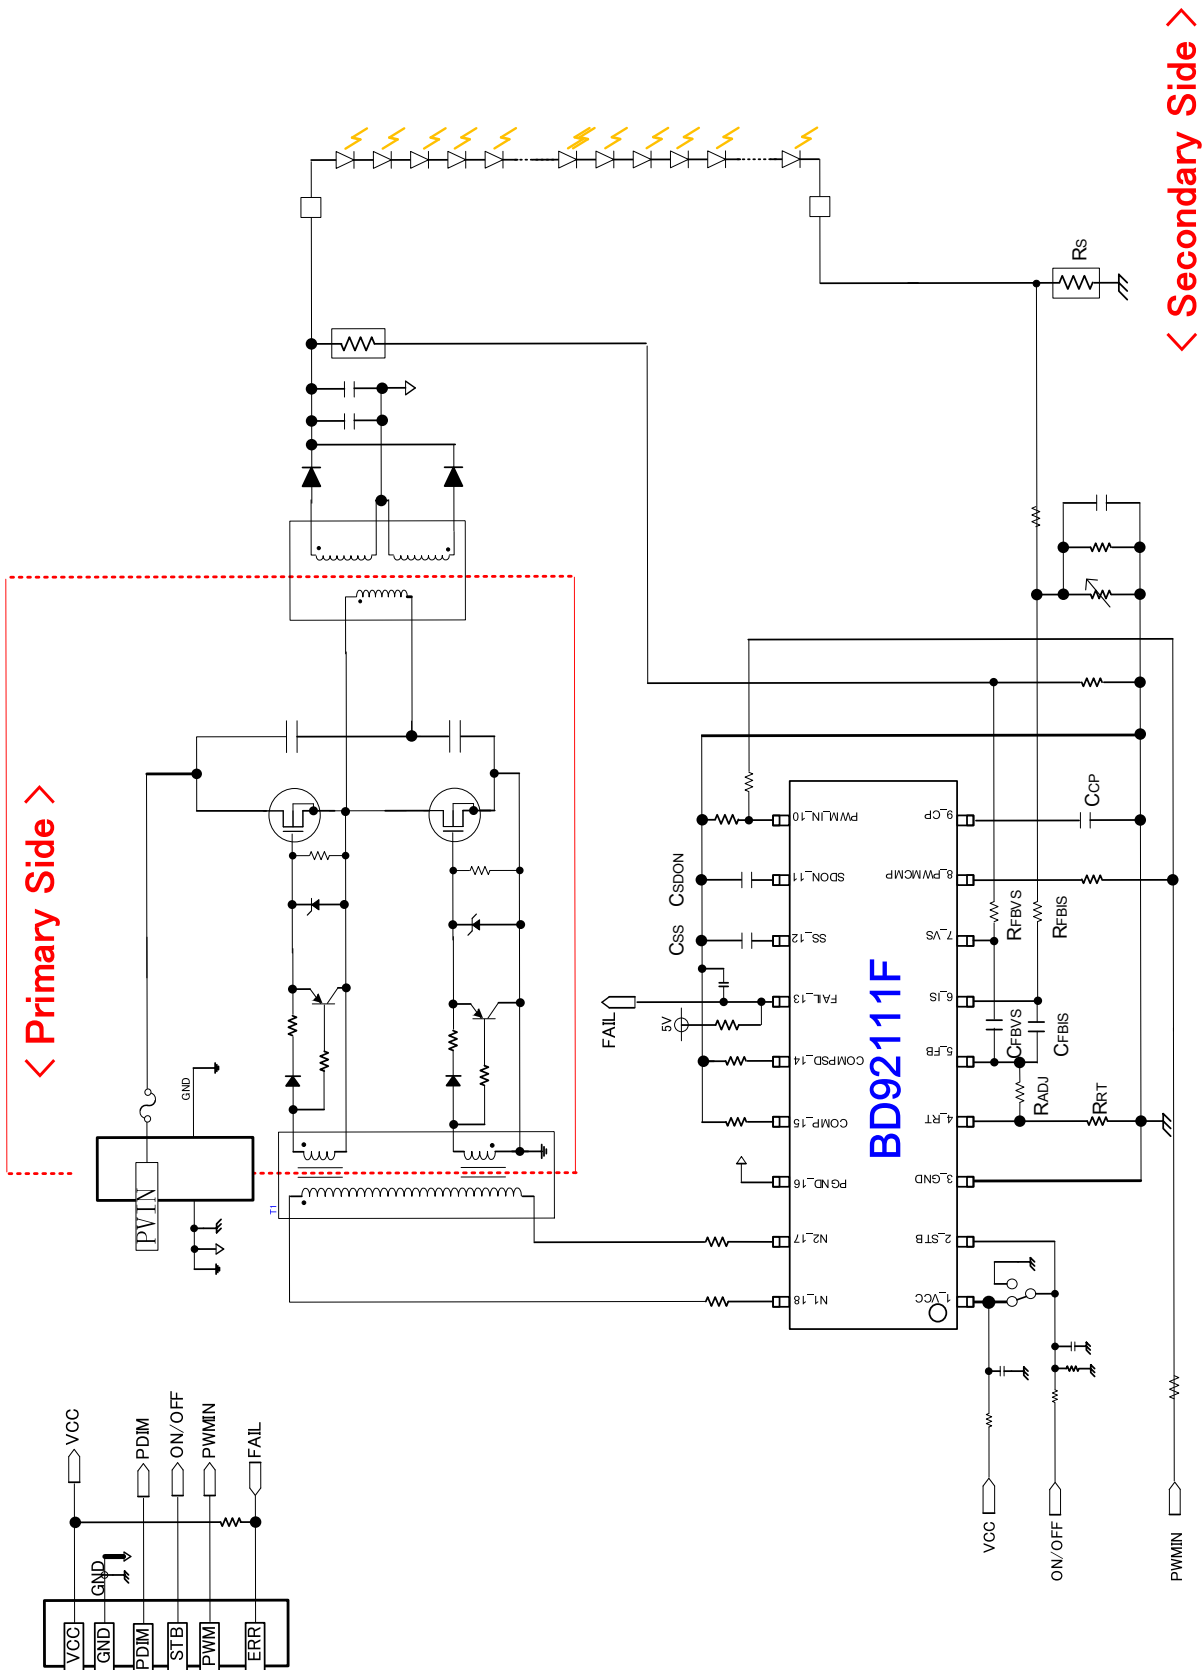 < Primary Side >
< Secondary Side >
PVIN
GND
T1
RS
VCC
GND
PDIM
STB
PWM
ERR
GND
VCC
PDIM
ON/OFF
PWMIN
FAIL
FAIL
5V
CSS
CSDON
BD92111F
N1_18
N2_17
PGND_16
COMP_15
COMPSD_14
FAIL_13
SS_12
SDON_11
PWM_IN_10
1_VCC
2_STB
3_GND
4_RT
5_FB
6_IS
7_VS
8_PWMCMP
9_CP
RADJ
RRT
CFBVS
CFBIS
RFBVS
RFBIS
CCP
VCC
ON/OFF
PWMIN